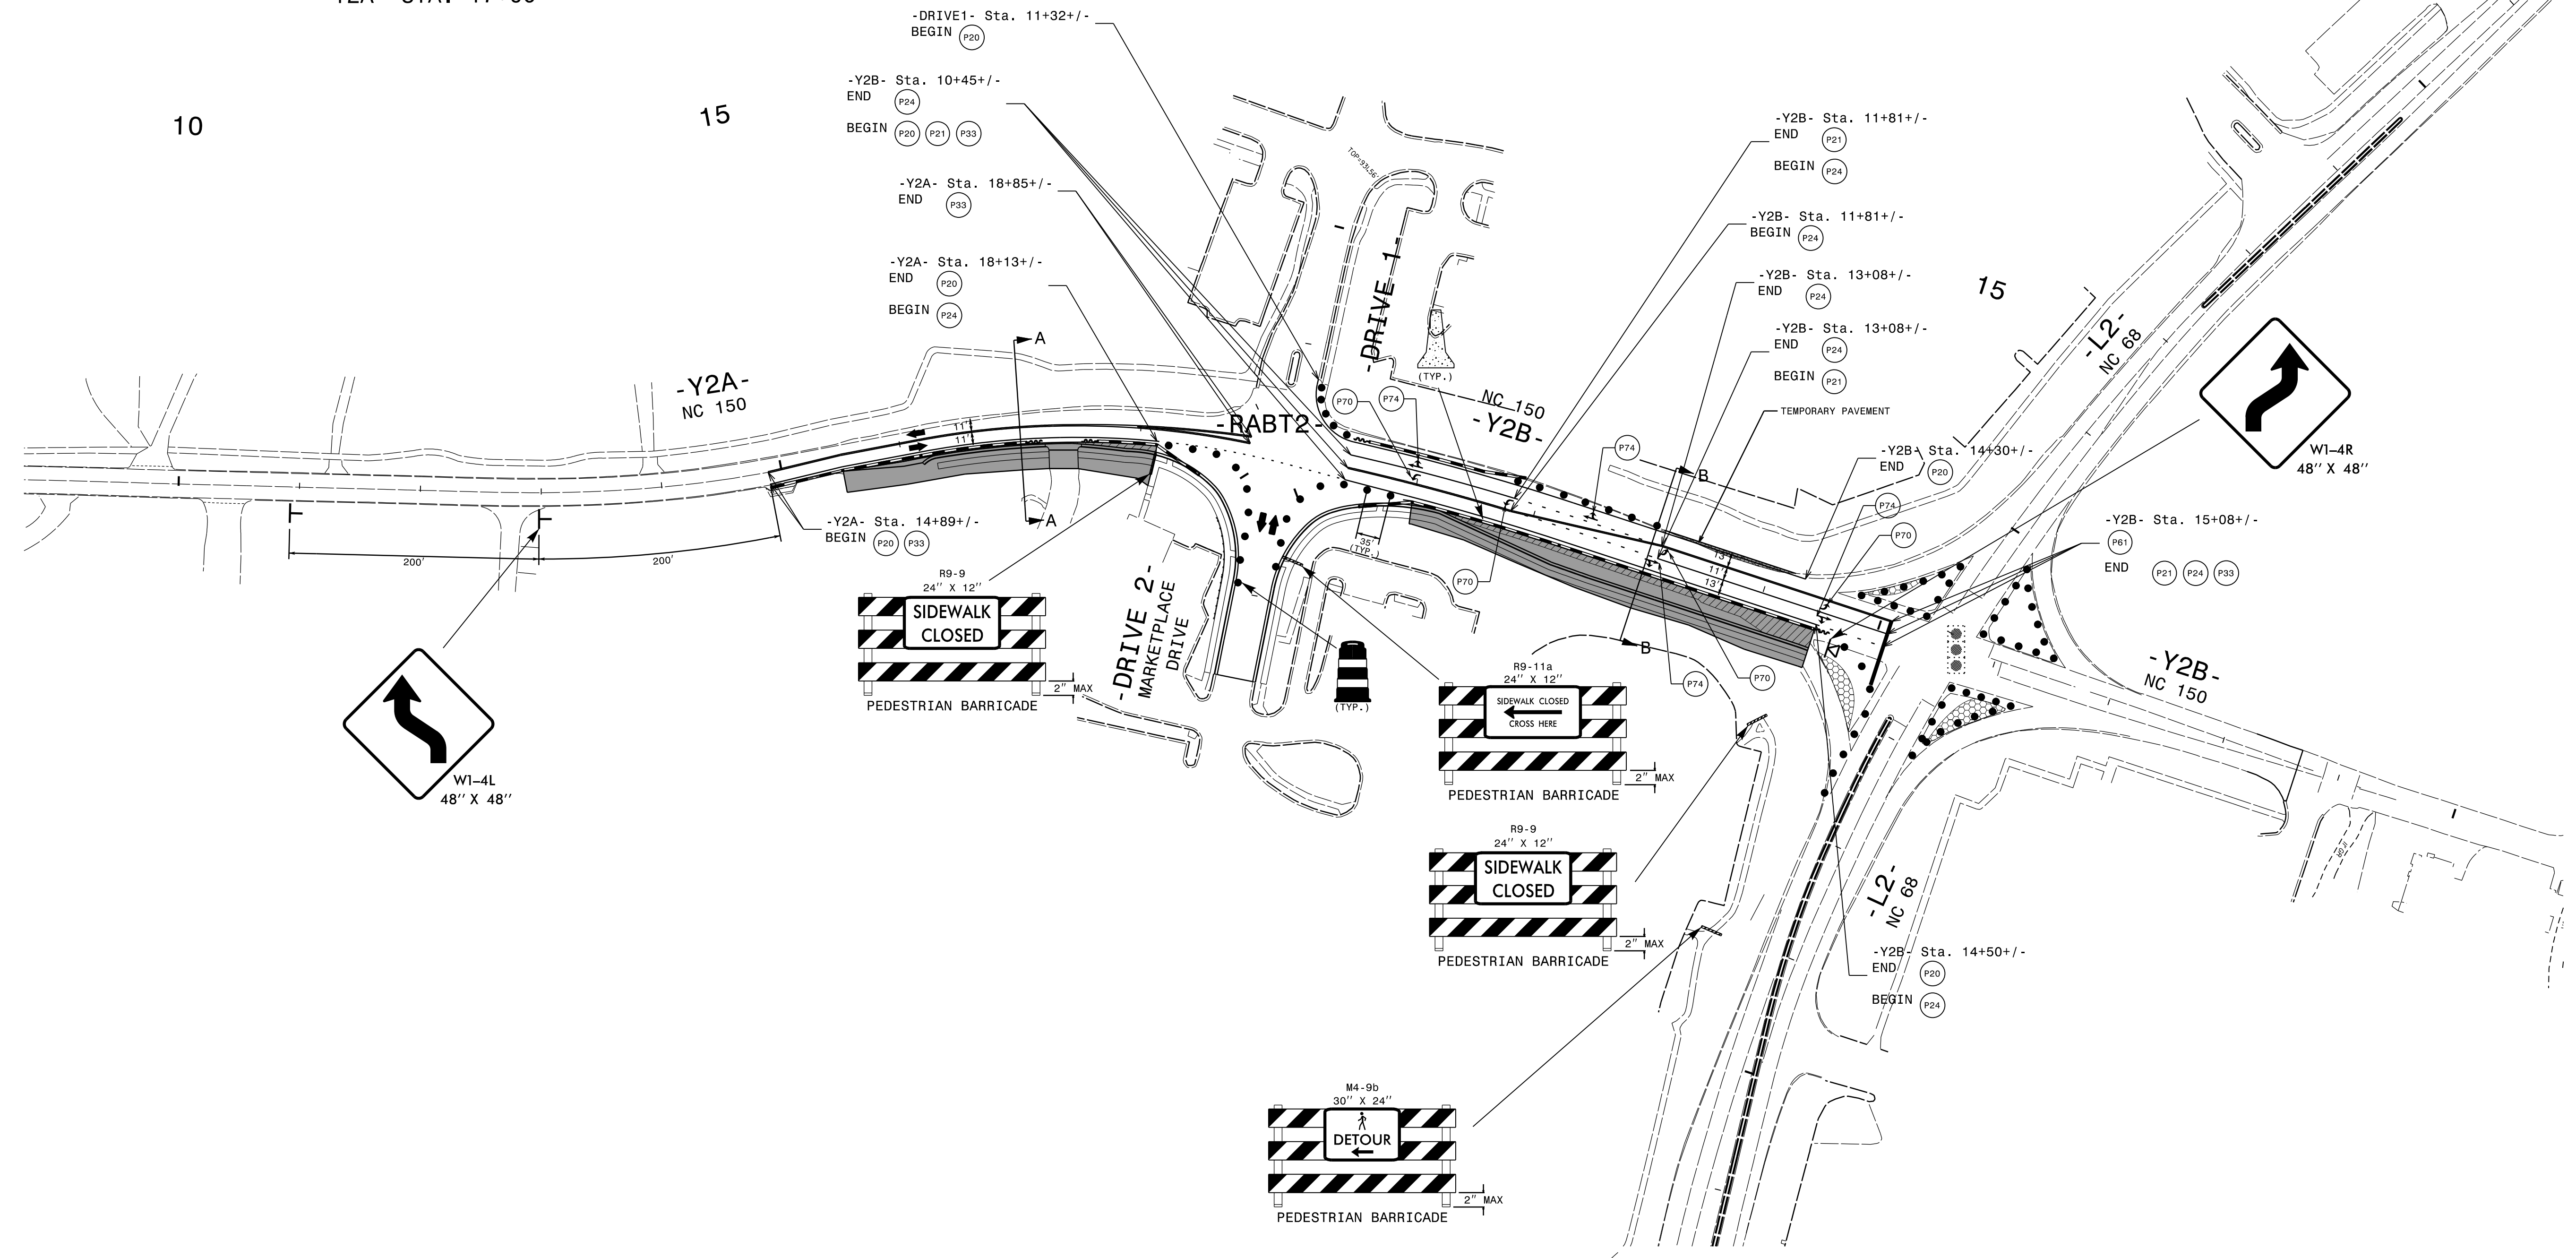 -DRIVE1- Sta. 11+32+/-
BEGIN P20
-Y2B- Sta. 10+45+/-
END P24
BEGIN P20 P21 P33
-Y2A- Sta. 18+85+/-
END P33
-Y2A- Sta. 18+13+/-
END P20
BEGIN P24
10
15
-Y2B- Sta. 11+81+/-
END P21
BEGIN P24
-Y2B- Sta. 11+81+/-
BEGIN P24
-Y2B- Sta. 13+08+/-
END P24
-Y2B- Sta. 13+08+/-
END P24
BEGIN P21
TEMPORARY PAVEMENT
15
-Y2B- Sta. 14+30+/-
END P20
P74
P70
-Y2B- Sta. 15+08+/-
P61
END P21 P24 P33
-L2-
NC 68
W1-4R
48" X 48"
-DRIVE 1-
(TYP.)
NC 150
-Y2B-
P70
P74
-RABT2-
P74
B
13'
11'
13'
B
P70
P74
P70
35'
(TYP.)
-Y2A-
NC 150
A
11'
11'
A
-Y2A- Sta. 14+89+/-
BEGIN P20 P33
200'
200'
W1-4L
48" X 48"
R9-9
24" X 12"
SIDEWALK
CLOSED
2" MAX
PEDESTRIAN BARRICADE
-DRIVE 2-
MARKETPLACE
DRIVE
(TYP.)
R9-11a
24" X 12"
SIDEWALK CLOSED
CROSS HERE
2" MAX
PEDESTRIAN BARRICADE
R9-9
24" X 12"
SIDEWALK
CLOSED
2" MAX
PEDESTRIAN BARRICADE
M4-9b
30" X 24"
DETOUR
2" MAX
PEDESTRIAN BARRICADE
-Y2B-
NC 150
-L2-
NC 68
-Y2B- Sta. 14+50+/-
END P20
BEGIN P24